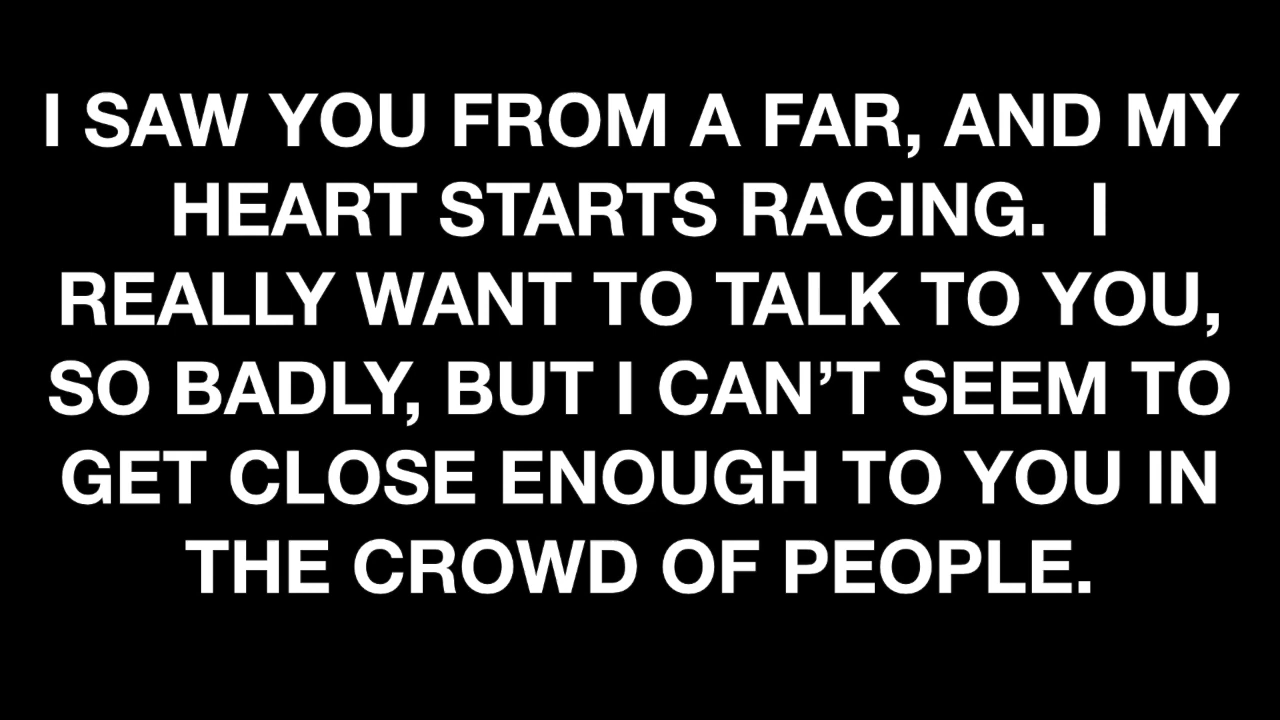 I SAW YOU FROM A FAR, AND MY
HEART STARTS RACING.  I
REALLY WANT TO TALK TO YOU,
SO BADLY, BUT I CAN’T SEEM TO
GET CLOSE ENOUGH TO YOU IN
THE CROWD OF PEOPLE.